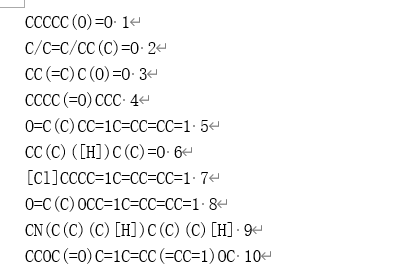 CCCCC(O)=O 1
C/C=C/CC(C)=O 2
CC(=C)C(O)=O 3
CCCC(=O)CCC 4
O=C(C)CC=1C=CC=CC=1 5
CC(C)([H])C(C)=O 6
[Cl]CCCC=1C=CC=CC=1 7
O=C(C)OCC=1C=CC=CC=1 8
CN(C(C)(C)[H])C(C)(C)[H] 9
CCOC(=O)C=1C=CC(=CC=1)OC 10